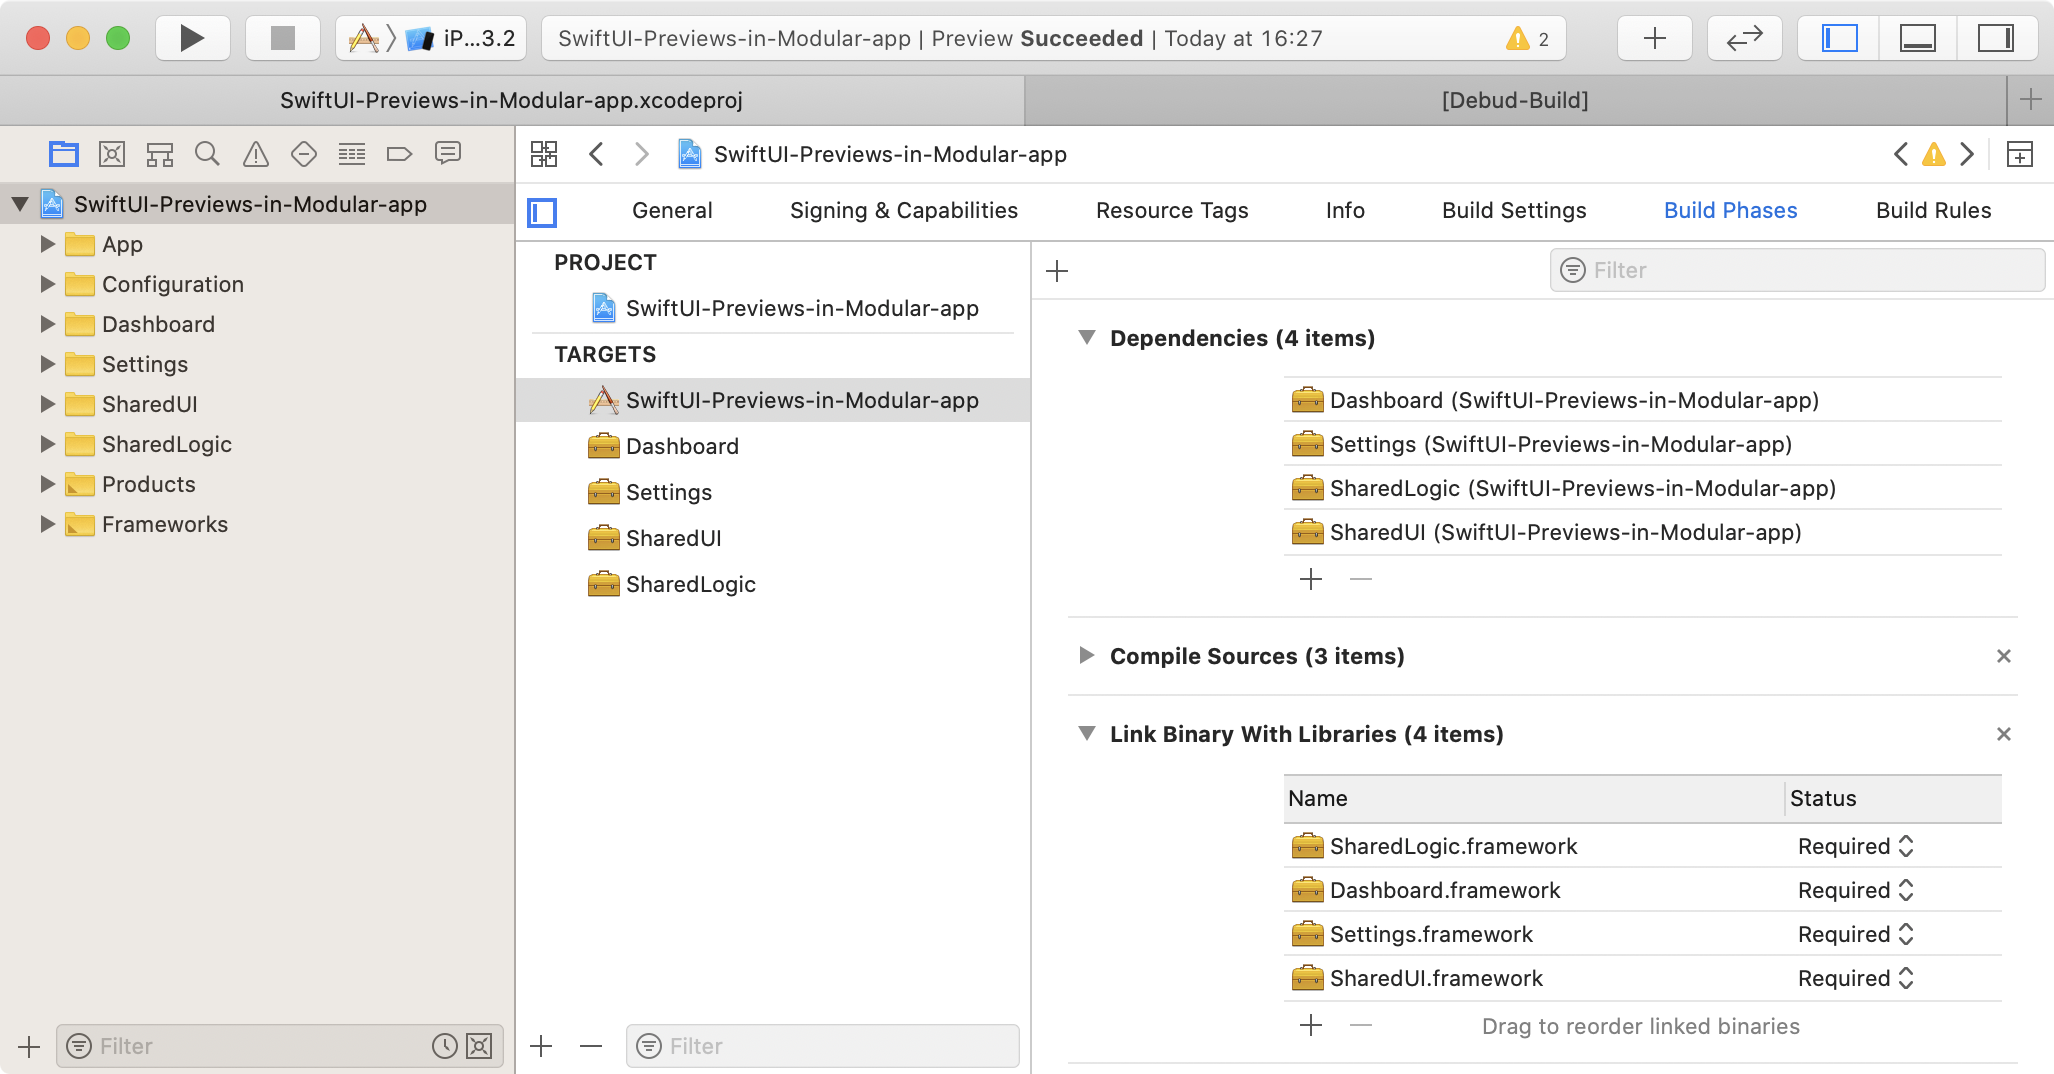 iP...3.2
SwiftUI-Previews-in-Modular-app | Preview Succeeded | Today at 16:27
2
SwiftUI-Previews-in-Modular-app.xcodeproj
[Debud-Build]
SwiftUI-Previews-in-Modular-app
App
Configuration
Dashboard
Settings
SharedUI
SharedLogic
Products
Frameworks
Filter
SwiftUI-Previews-in-Modular-app
General
Signing & Capabilities
Resource Tags
Info
Build Settings
Build Phases
Build Rules
PROJECT
SwiftUI-Previews-in-Modular-app
TARGETS
SwiftUI-Previews-in-Modular-app
Dashboard
Settings
SharedUI
SharedLogic
Filter
Filter
Dependencies (4 items)
Dashboard (SwiftUI-Previews-in-Modular-app)
Settings (SwiftUI-Previews-in-Modular-app)
SharedLogic (SwiftUI-Previews-in-Modular-app)
SharedUI (SwiftUI-Previews-in-Modular-app)
Compile Sources (3 items)
Link Binary With Libraries (4 items)
Name Status
SharedLogic.framework Required
Dashboard.framework Required
Settings.framework Required
SharedUI.framework Required
Drag to reorder linked binaries